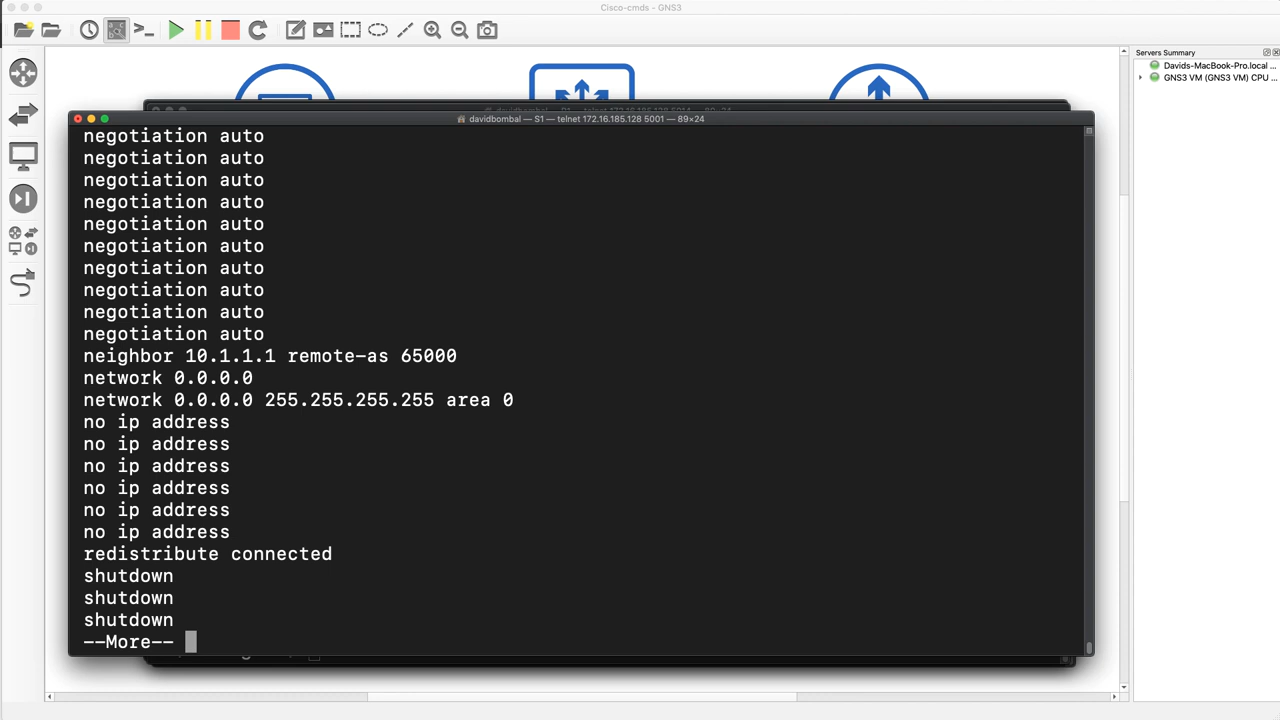 Cisco-cmds - GNS3
Servers Summary
Davids-MacBook-Pro.local ...
GNS3 VM (GNS3 VM) CPU ...
davidbombal — S1 — telnet 172.16.185.128 5001 — 89×24
negotiation auto
negotiation auto
negotiation auto
negotiation auto
negotiation auto
negotiation auto
negotiation auto
negotiation auto
negotiation auto
negotiation auto
neighbor 10.1.1.1 remote-as 65000
network 0.0.0.0
network 0.0.0.0 255.255.255.255 area 0
no ip address
no ip address
no ip address
no ip address
no ip address
no ip address
redistribute connected
shutdown
shutdown
shutdown
--More--